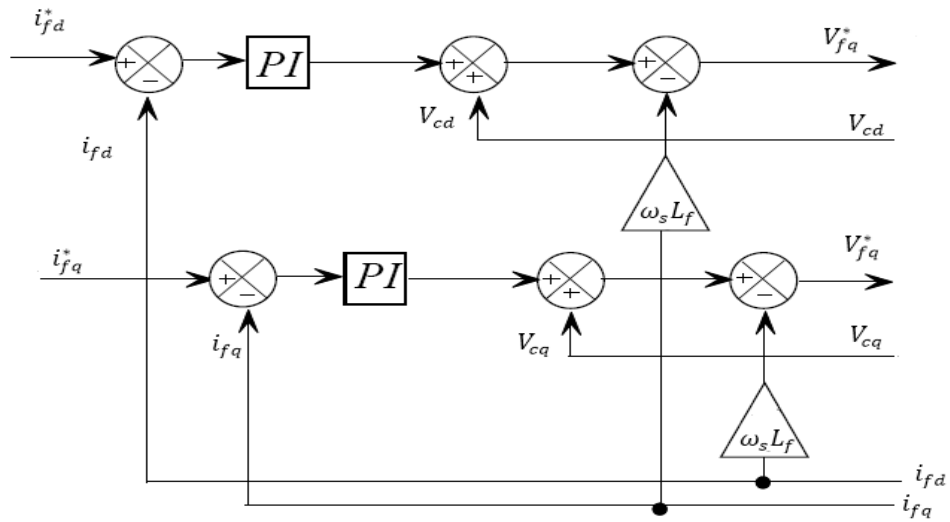 i*fd
V*fq
+
−
PI
+
+
+
−
Vcd
Vcd
ifd
ωsLf
i*fq
V*fq
+
−
PI
+
+
+
−
ifq
Vcq
Vcq
ωsLf
ifd
ifq